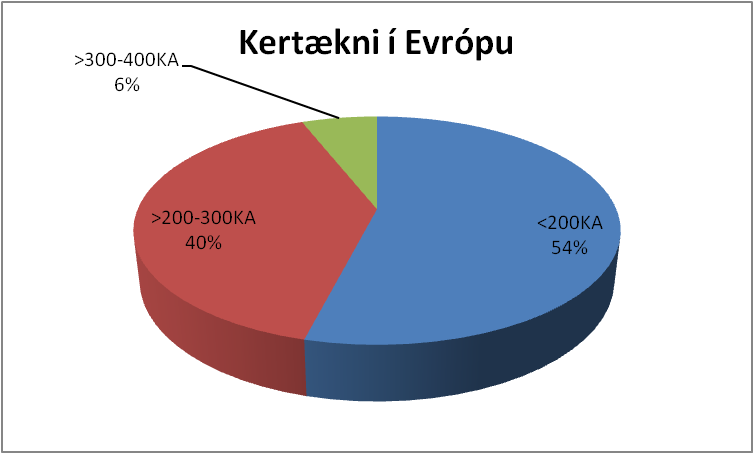 Kertækni í Evrópu
>300-400KA
6%
>200-300KA
40%
<200KA
54%